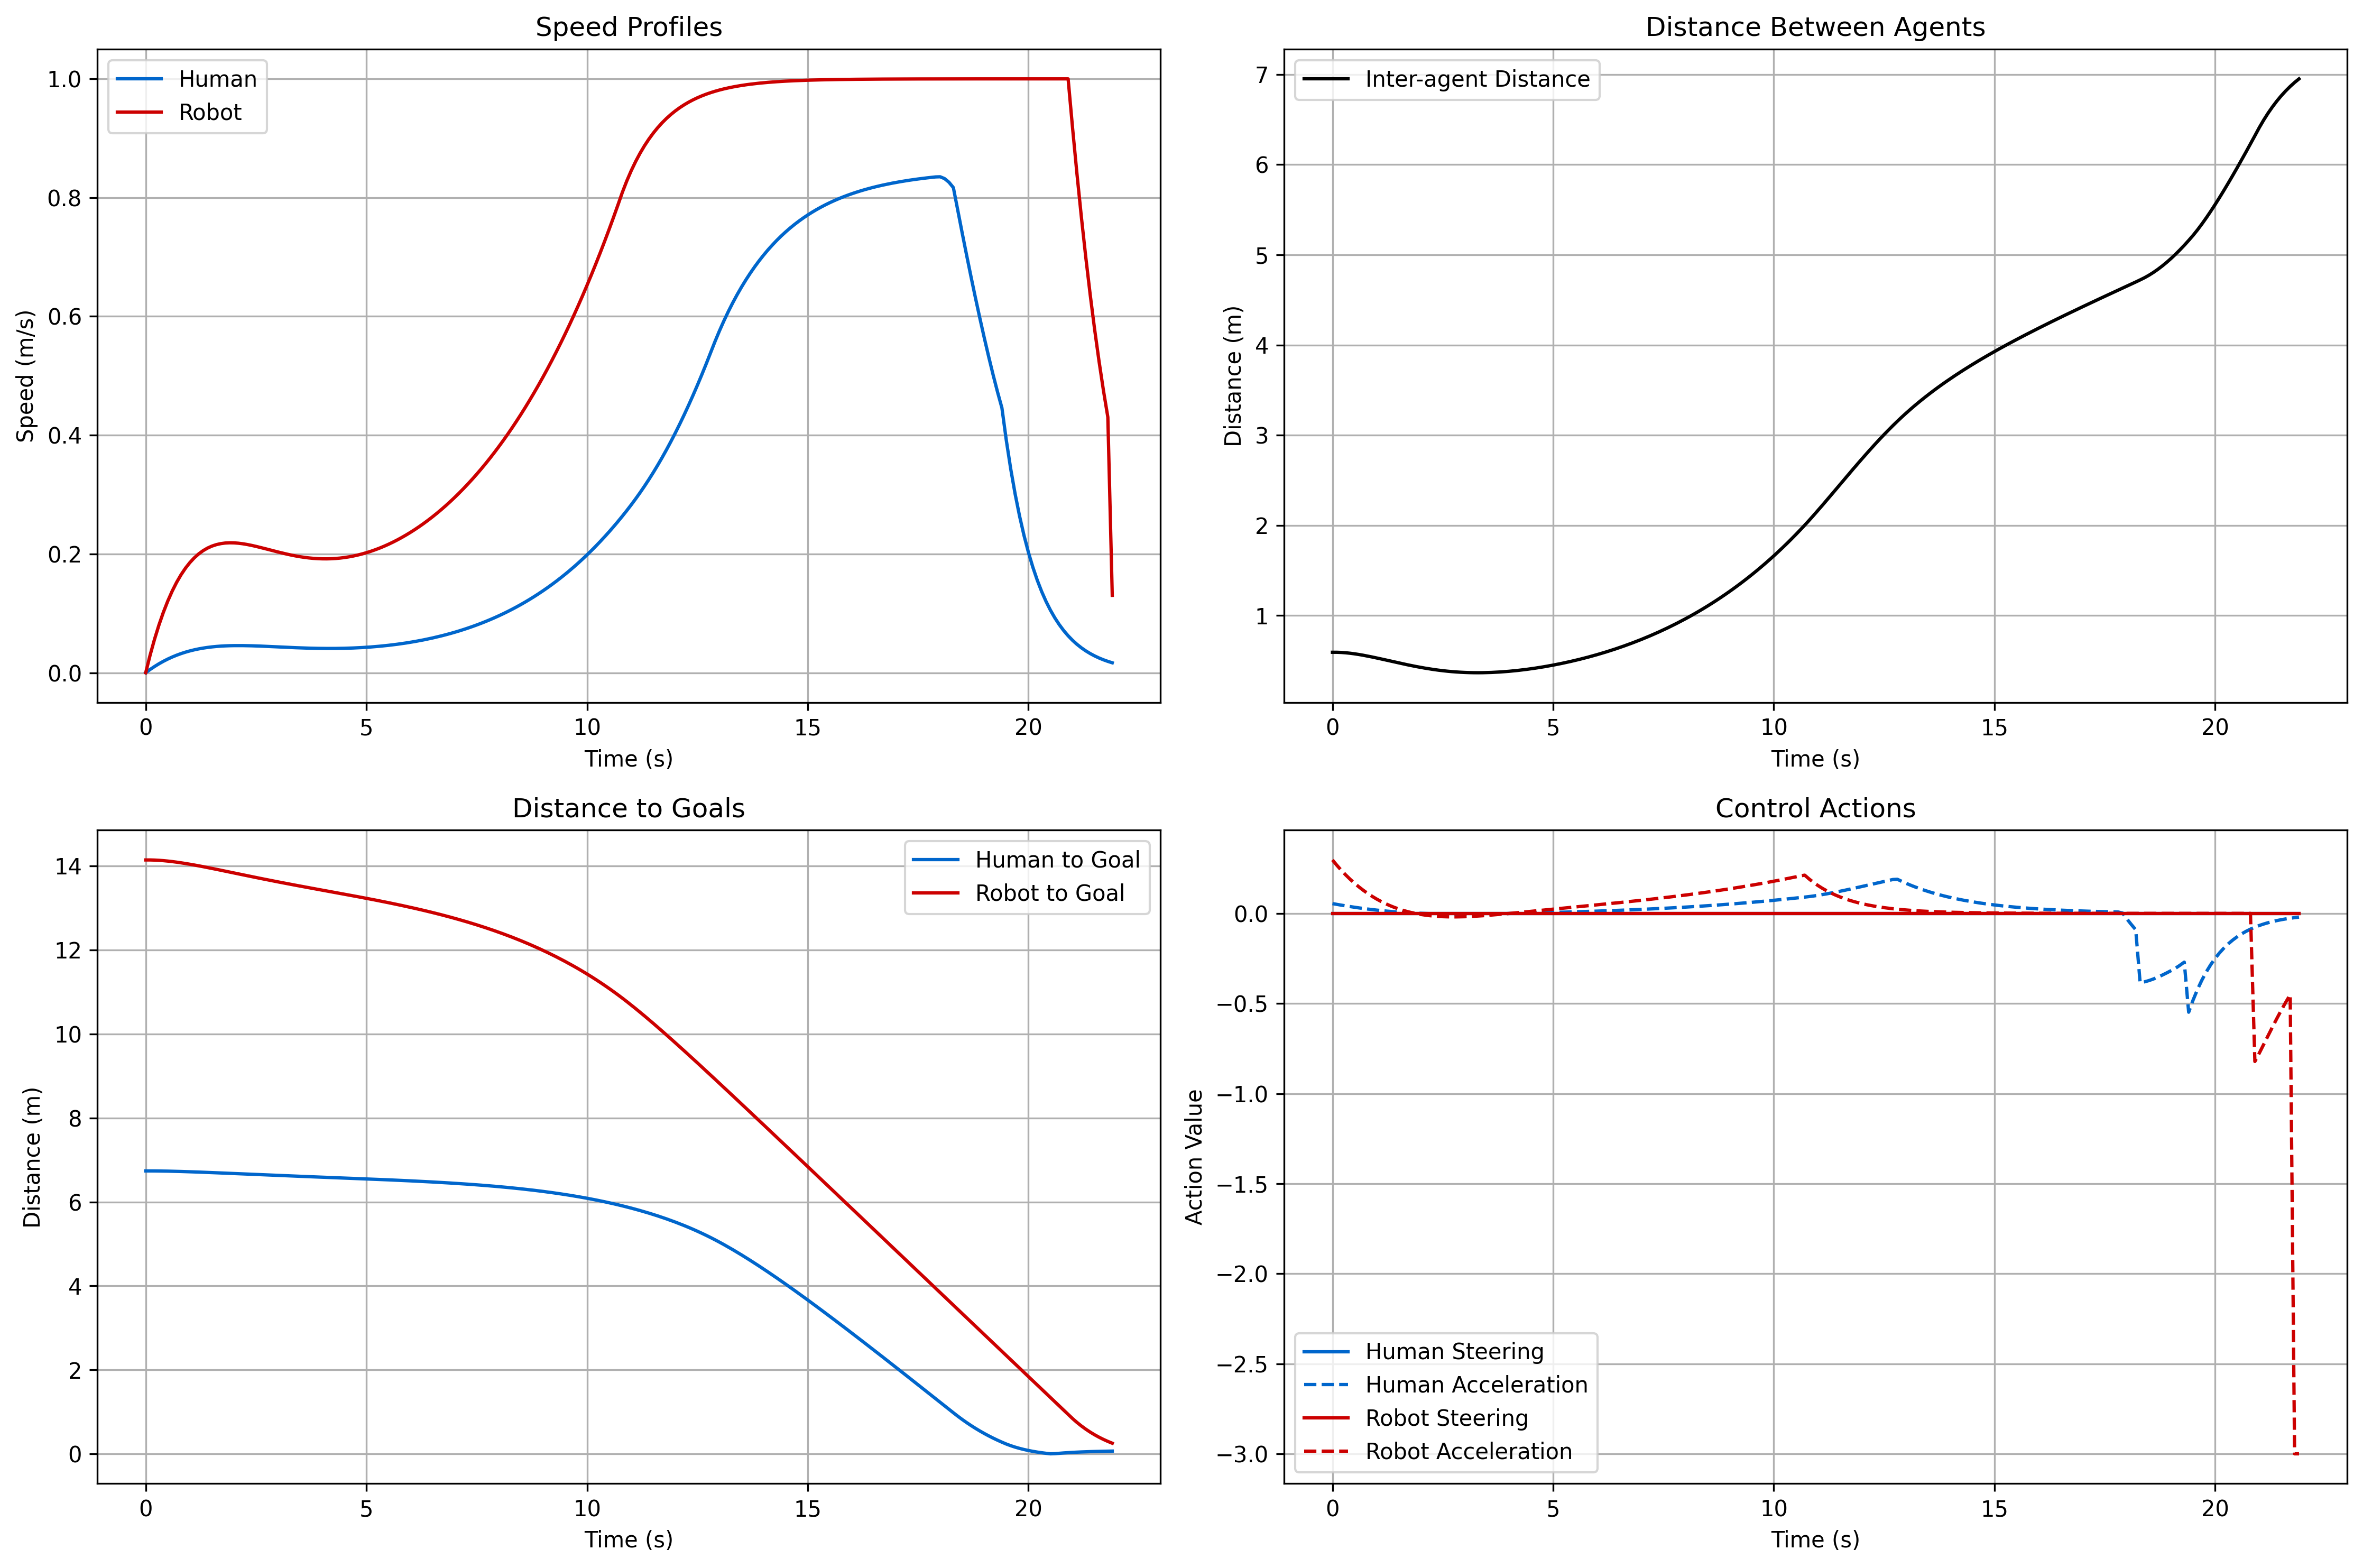 Speed Profiles
Human
Robot
1.0
0.8
0.6
0.4
0.2
0.0
Speed (m/s)
0 5 10 15 20
Time (s)
Distance Between Agents
Inter-agent Distance
7
6
5
4
3
2
1
Distance (m)
0 5 10 15 20
Time (s)
Distance to Goals
Human to Goal
Robot to Goal
14
12
10
8
6
4
2
0
Distance (m)
0 5 10 15 20
Time (s)
Control Actions
0.0
−0.5
−1.0
−1.5
−2.0
−2.5
−3.0
Action Value
Human Steering
Human Acceleration
Robot Steering
Robot Acceleration
0 5 10 15 20
Time (s)